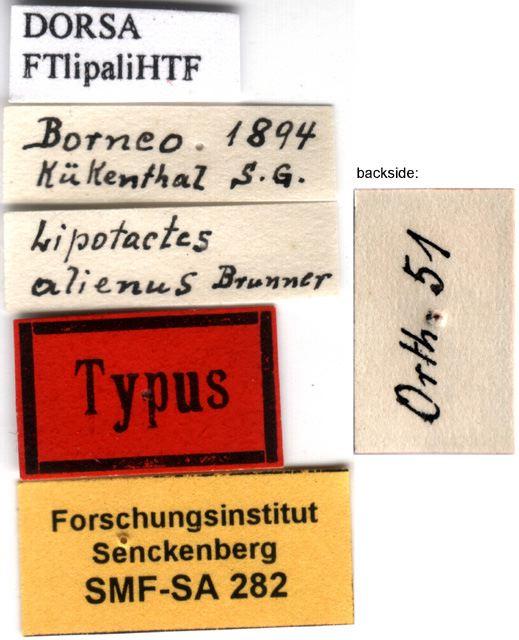 DORSA
FTlipaliHTF
Borneo. 1894
Kükenthal S.G.
Lipotactes
alienus Brunner
Typus
Forschungsinstitut
Senckenberg
SMF-SA 282
backside:
Orth. 51